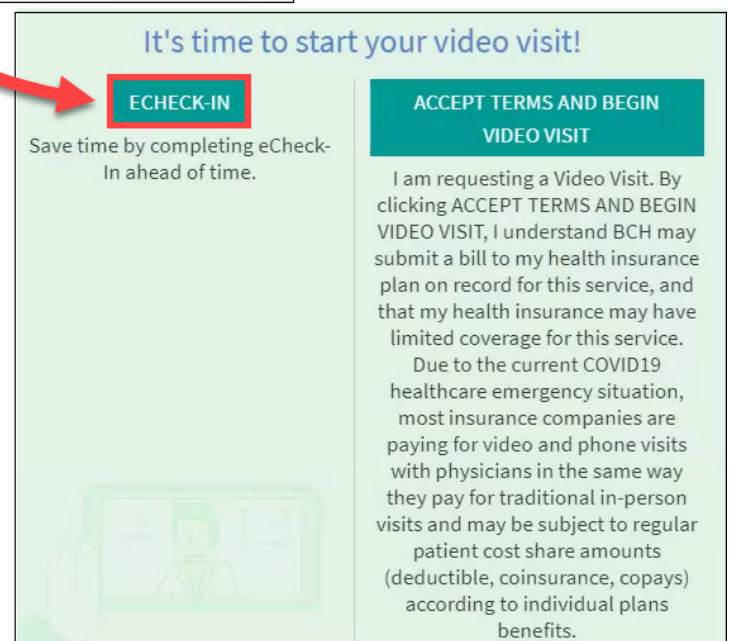 It's time to start your video visit!
ECHECK-IN
Save time by completing eCheck-
In ahead of time.
ACCEPT TERMS AND BEGIN
VIDEO VISIT
I am requesting a Video Visit. By
clicking ACCEPT TERMS AND BEGIN
VIDEO VISIT, I understand BCH may
submit a bill to my health insurance
plan on record for this service, and
that my health insurance may have
limited coverage for this service.
Due to the current COVID19
healthcare emergency situation,
most insurance companies are
paying for video and phone visits
with physicians in the same way
they pay for traditional in-person
visits and may be subject to regular
patient cost share amounts
(deductible, coinsurance, copays)
according to individual plans
benefits.